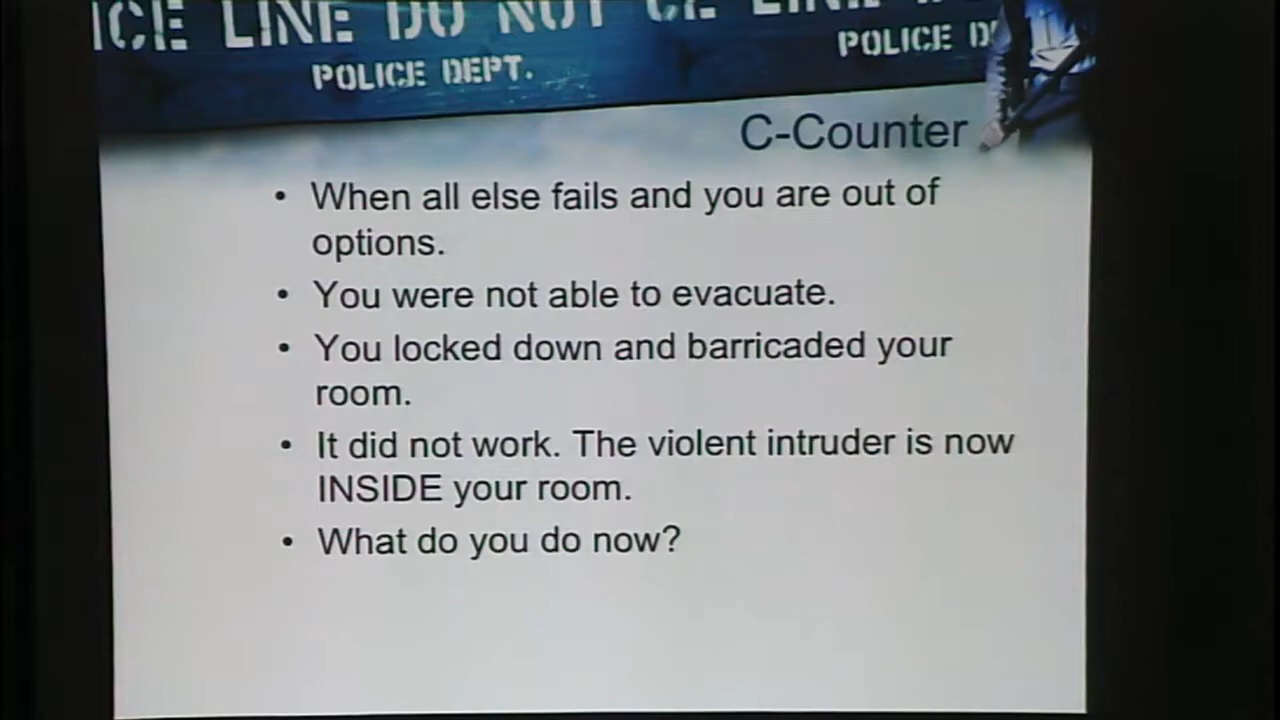 ICE LINE DO NOT
POLICE DEPT.
POLICE
C-Counter
• When all else fails and you are out of
options.
• You were not able to evacuate.
• You locked down and barricaded your
room.
• It did not work. The violent intruder is now
INSIDE your room.
• What do you do now?